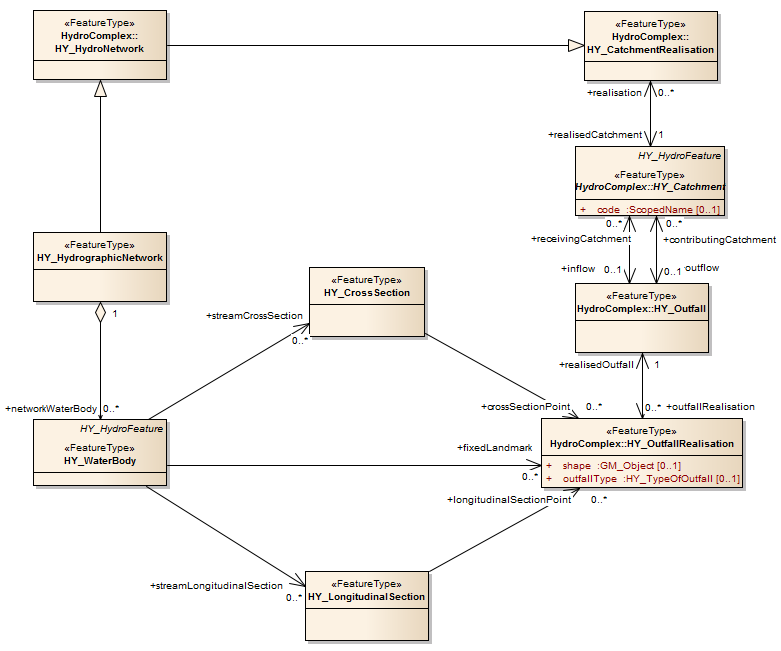 «FeatureType»
HydroComplex::
HY_HydroNetwork
«FeatureType»
HydroComplex::
HY_CatchmentRealisation
+realisation
0..*
+realisedCatchment
1
HY_HydroFeature
«FeatureType»
HydroComplex::HY_Catchment
+ code :ScopedName [0..1]
0..*
0..*
+receivingCatchment
+contributingCatchment
«FeatureType»
HY_HydrographicNetwork
+inflow
0..1
0..1
outflow
«FeatureType»
HY_CrossSection
«FeatureType»
HydroComplex::HY_Outfall
1
+streamCrossSection
0..*
+realisedOutfall
1
+networkWaterBody
0..*
+crossSectionPoint
0..*
0..*
+outfallRealisation
HY_HydroFeature
«FeatureType»
HY_WaterBody
«FeatureType»
HydroComplex::HY_OutfallRealisation
+ shape :GM_Object [0..1]
+ outfallType :HY_TypeOfOutfall [0..1]
+fixedLandmark
0..*
+longitudinalSectionPoint
0..*
+streamLongitudinalSection
0..*
«FeatureType»
HY_LongitudinalSection